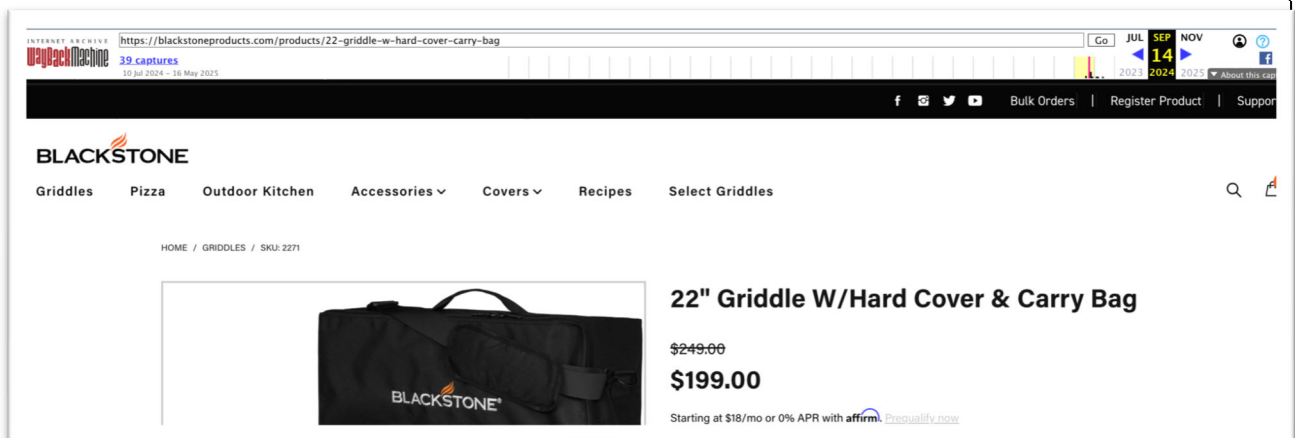 INTERNET ARCHIVE
WayBackMachine
https://blackstoneproducts.com/products/22-griddle-w-hard-cover-carry-bag
Go
JUL SEP NOV
39 captures
14
10 Jul 2024 – 16 May 2025
2023 2024 2025
About this cap
Bulk Orders | Register Product | Suppor
BLACKSTONE
Griddles Pizza Outdoor Kitchen Accessories Covers Recipes Select Griddles
HOME / GRIDDLES / SKU: 2271
22" Griddle W/Hard Cover & Carry Bag
$249.00
$199.00
BLACKSTONE®
Starting at $18/mo or 0% APR with affirm. Prequalify now